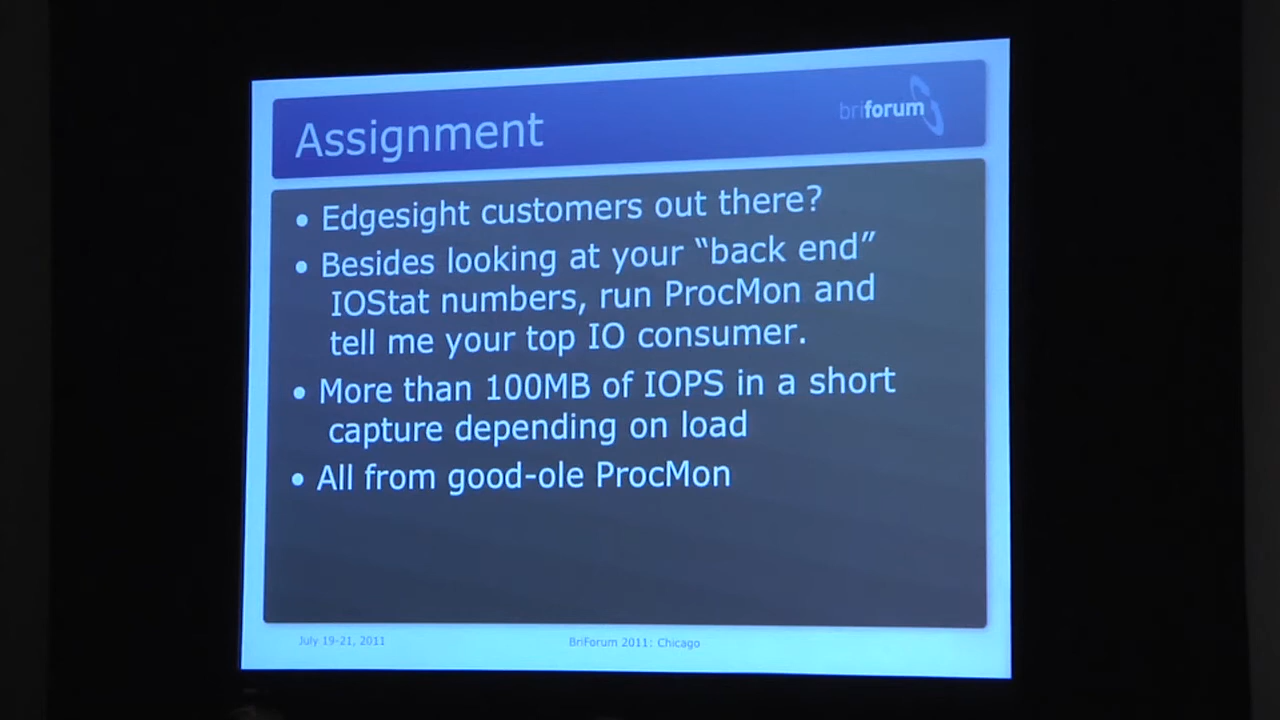 Assignment
briforum
• Edgesight customers out there?
• Besides looking at your “back end”
IOStat numbers, run ProcMon and
tell me your top IO consumer.
• More than 100MB of IOPS in a short
capture depending on load
• All from good-ole ProcMon
July 19-21, 2011
BriForum 2011: Chicago